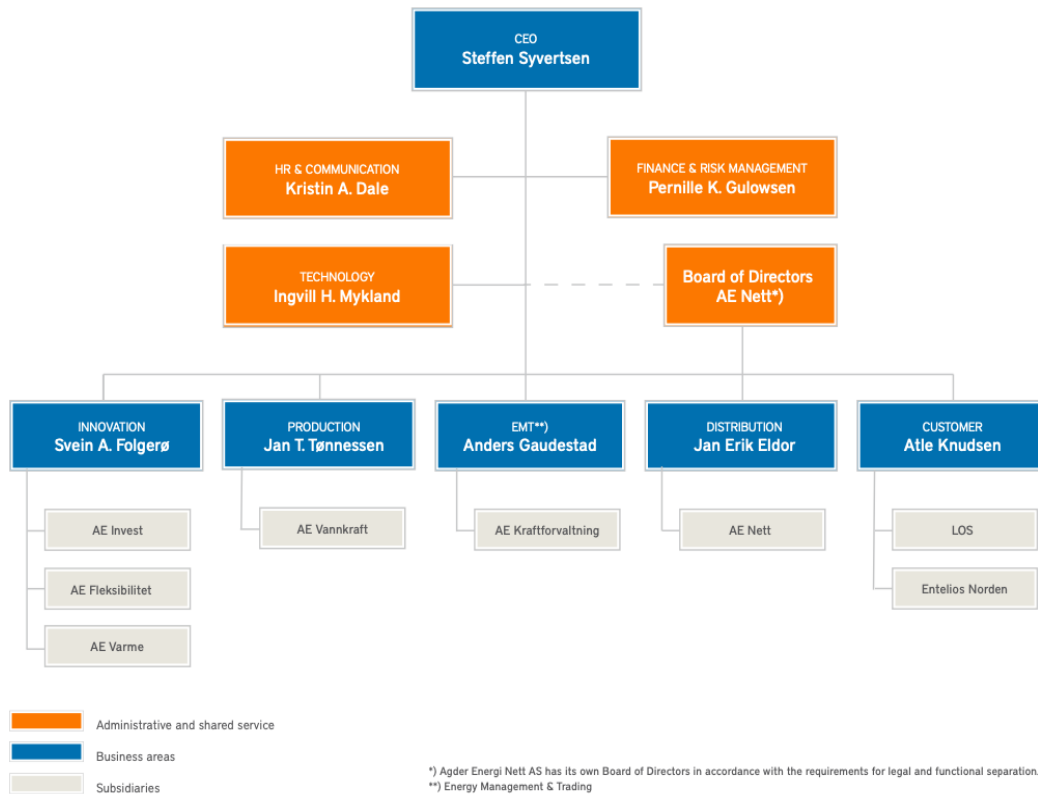 CEO
Steffen Syvertsen
HR & COMMUNICATION
Kristin A. Dale
FINANCE & RISK MANAGEMENT
Pernille K. Gulowsen
TECHNOLOGY
Ingvill H. Mykland
Board of Directors
AE Nett*)
INNOVATION
Svein A. Folgerø
PRODUCTION
Jan T. Tønnessen
EMT**)
Anders Gaudestad
DISTRIBUTION
Jan Erik Eldor
CUSTOMER
Atle Knudsen
AE Invest
AE Fleksibilitet
AE Varme
AE Vannkraft
AE Kraftforvaltning
AE Nett
LOS
Entelios Norden
Administrative and shared service
Business areas
Subsidiaries
*) Agder Energi Nett AS has its own Board of Directors in accordance with the requirements for legal and functional separation.
**) Energy Management & Trading